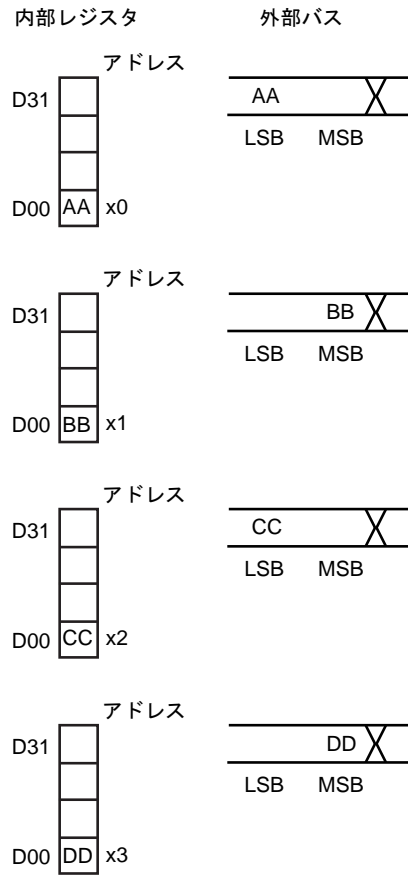 内部レジスタ 外部バス
アドレス
D31 AA
LSB MSB
D00 AA x0
アドレス
D31 BB
LSB MSB
D00 BB x1
アドレス
D31 CC
LSB MSB
D00 CC x2
アドレス
D31 DD
LSB MSB
D00 DD x3